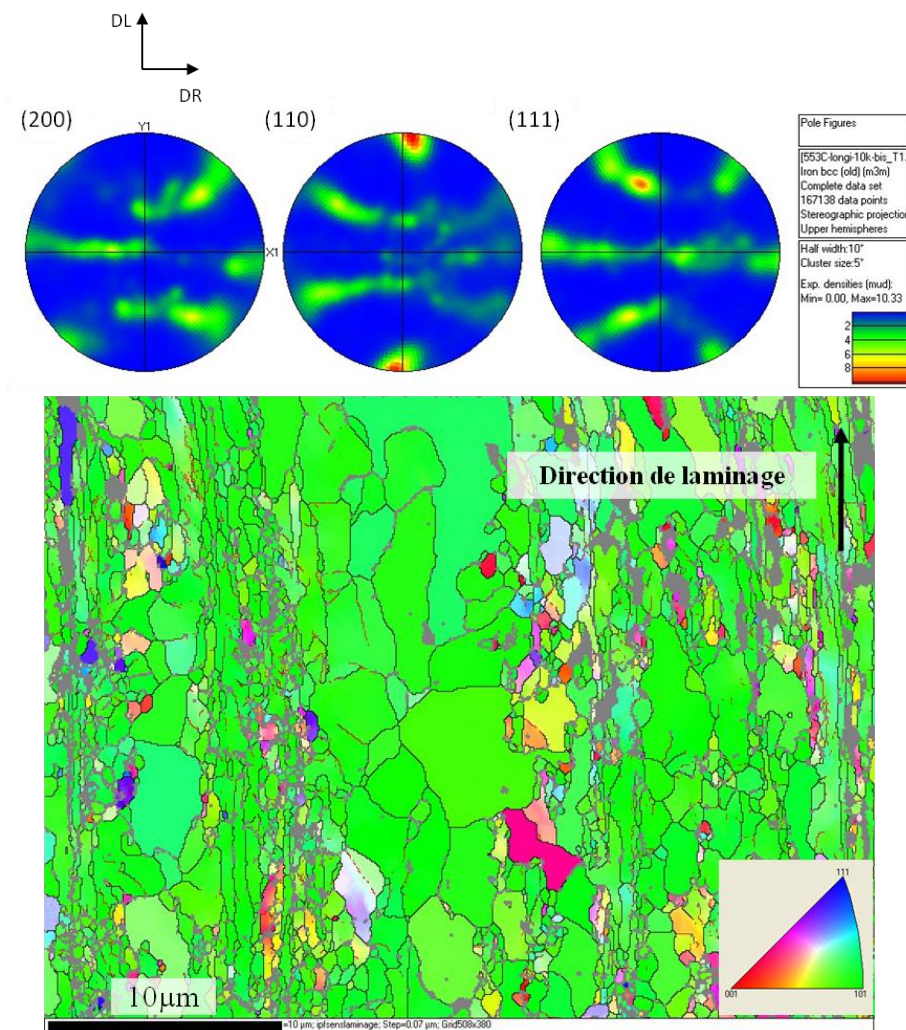 DL
DR
(200)
(110)
(111)
Y1
X1
Pole Figures
[553C-longi-10k-bis_T1.
Iron bcc (old) (m3m)
Complete data set
167138 data points
Stereographic projection
Upper hemispheres
Half width:10°
Cluster size:5°
Exp. densities (mud):
Min= 0.00, Max=10.33
2
4
6
8
Direction de laminage
111
001
101
10µm
=10 µm; ipfsenslaminage; Step=0.07 µm; Grid508x380